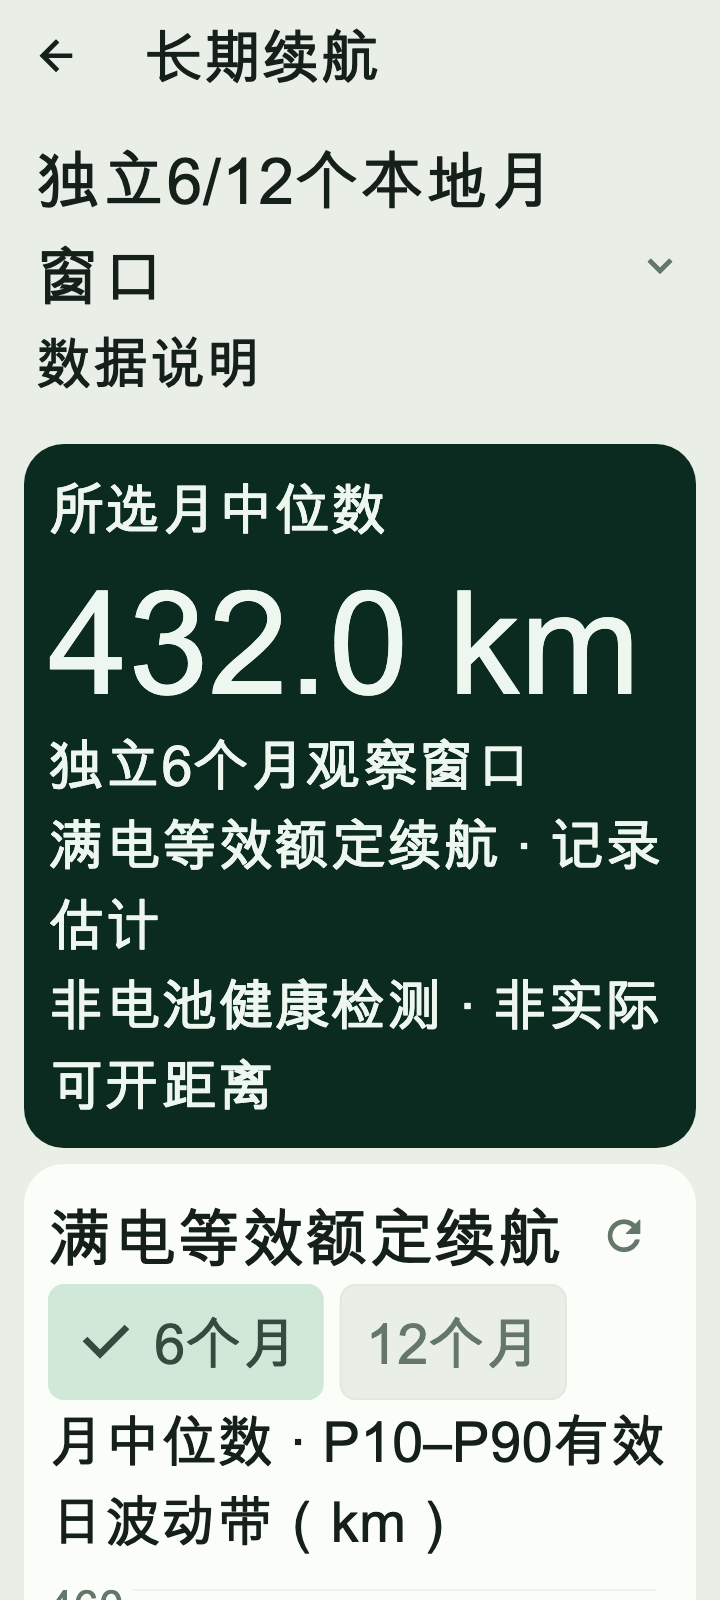 长期续航
独立6/12个本地月
窗口
数据说明
所选月中位数
432.0 km
独立6个月观察窗口
满电等效额定续航 · 记录
估计
非电池健康检测 · 非实际
可开距离
满电等效额定续航
6个月
12个月
月中位数 · P10–P90有效
日波动带（km）
460